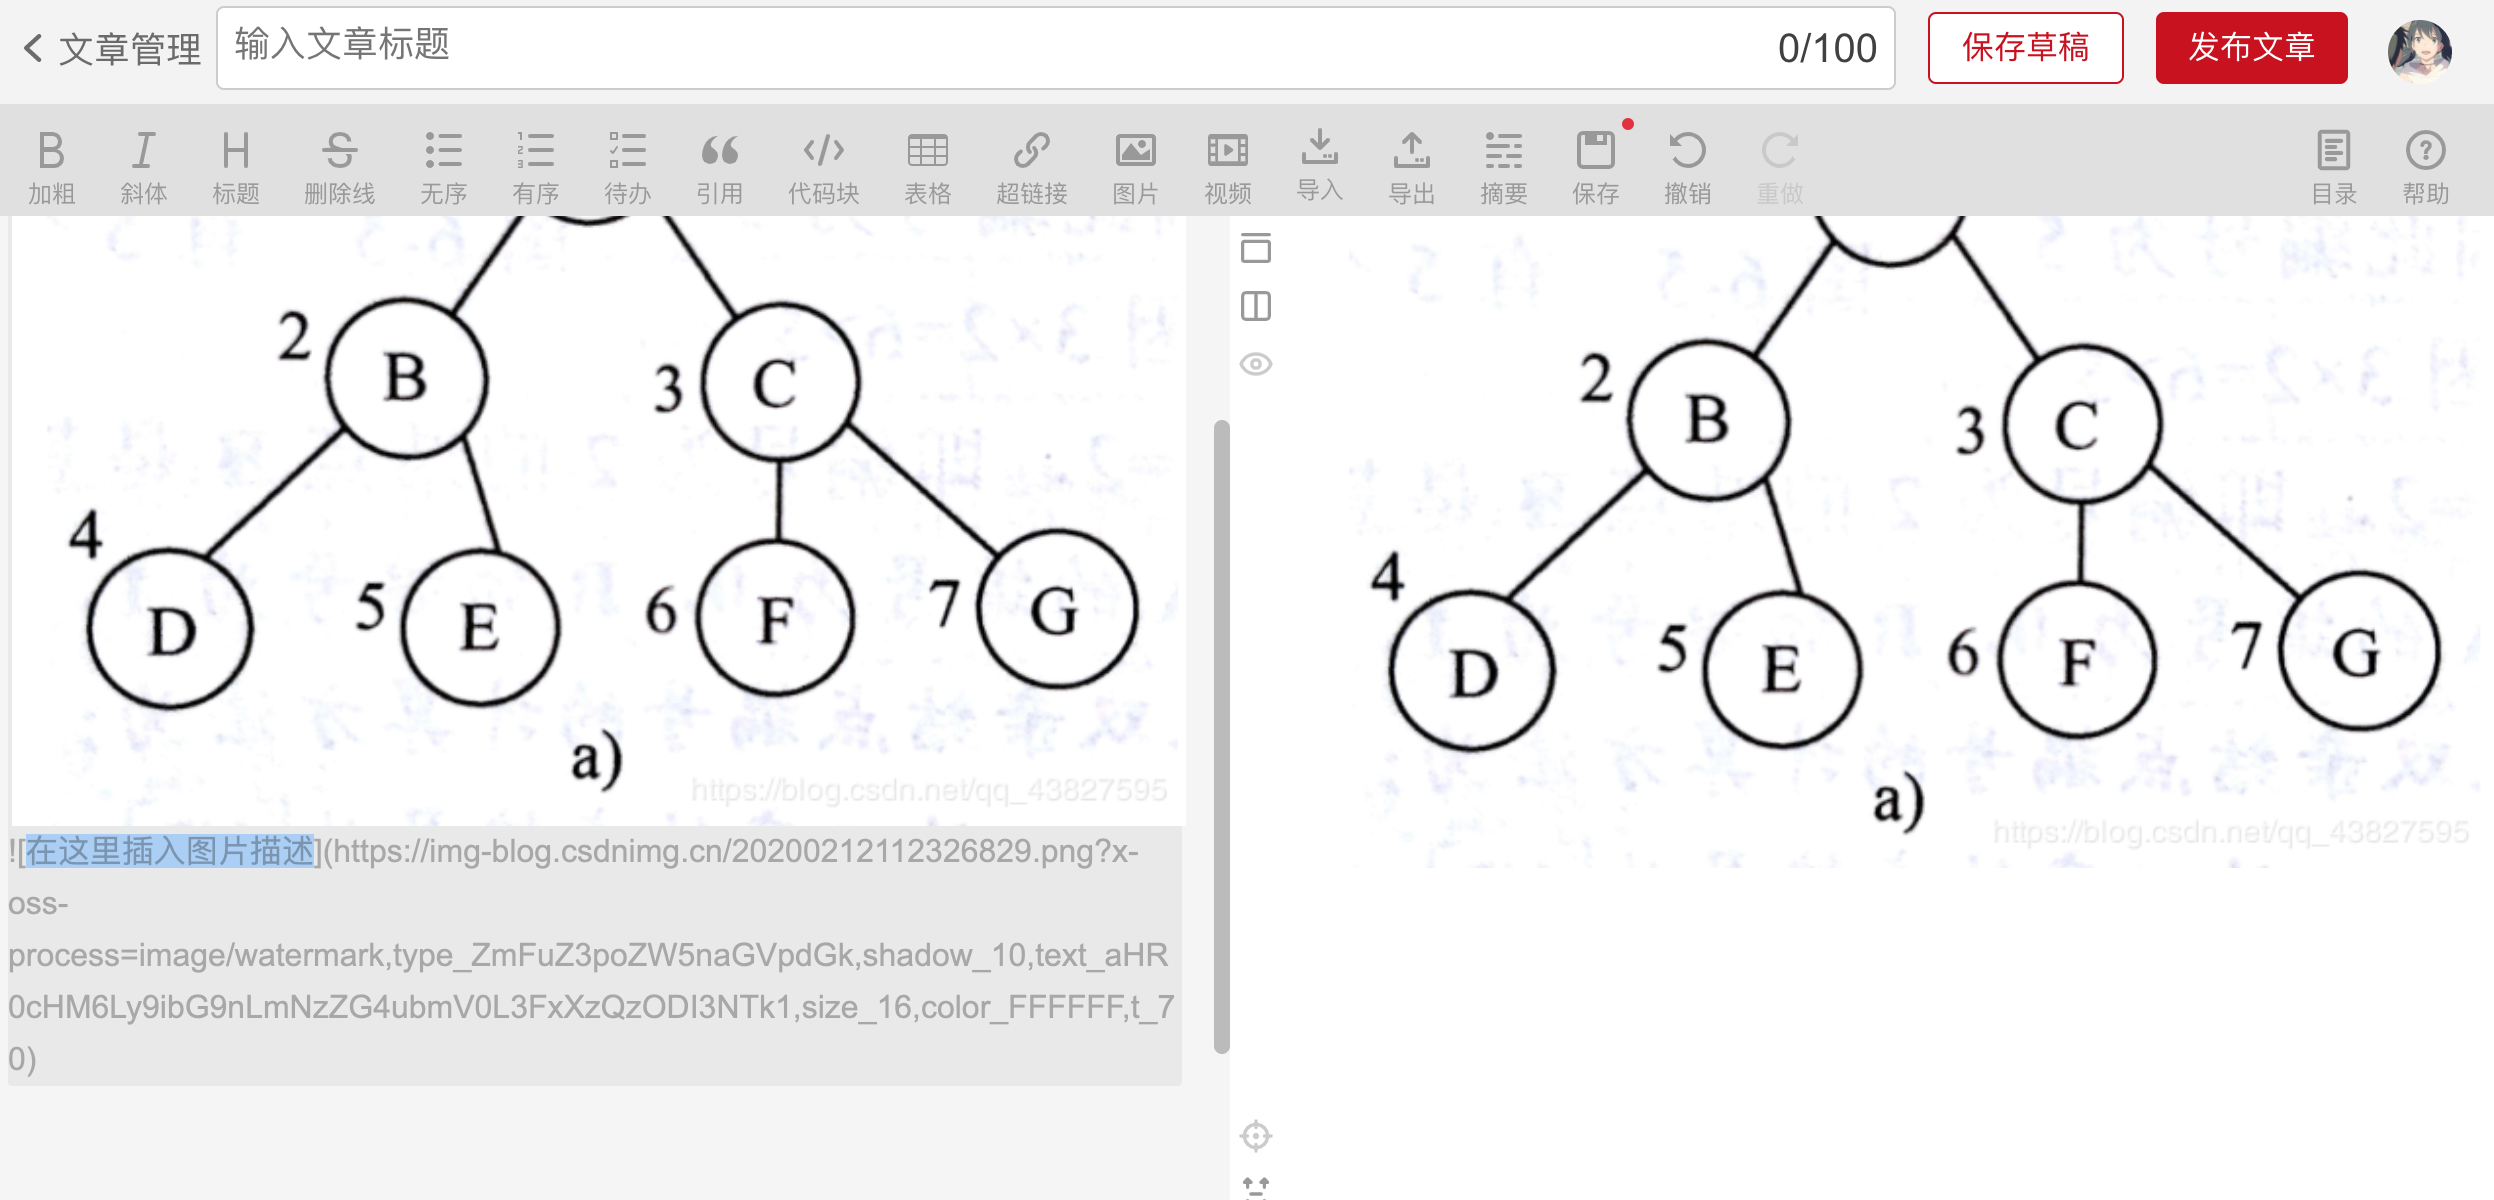 文章管理
输入文章标题
0/100
保存草稿
发布文章
加粗
斜体
标题
删除线
无序
有序
待办
引用
代码块
表格
超链接
图片
视频
导入
导出
摘要
保存
撤销
重做
目录
帮助
2
B
3
C
4
D
5
E
6
F
7
G
a)
https://blog.csdn.net/qq_43827595
![在这里插入图片描述](https://img-blog.csdnimg.cn/20200212112326829.png?x-
oss-
process=image/watermark,type_ZmFuZ3poZW5naGVpdGk,shadow_10,text_aHR
0cHM6Ly9ibG9nLmNzZG4ubmV0L3FxXzQzODI3NTk1,size_16,color_FFFFFF,t_7
0)
2
B
3
C
4
D
5
E
6
F
7
G
a)
https://blog.csdn.net/qq_43827595